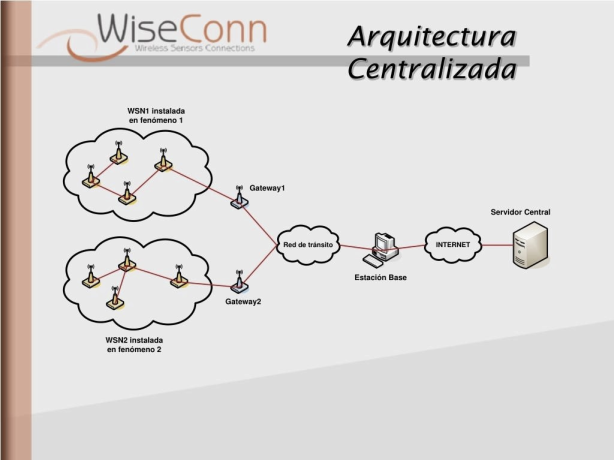 WiseConn
Wireless Sensors Connections
Arquitectura
Centralizada
WSN1 instalada
en fenómeno 1
Gateway1
Servidor Central
Red de tránsito
INTERNET
Estación Base
Gateway2
WSN2 instalada
en fenómeno 2